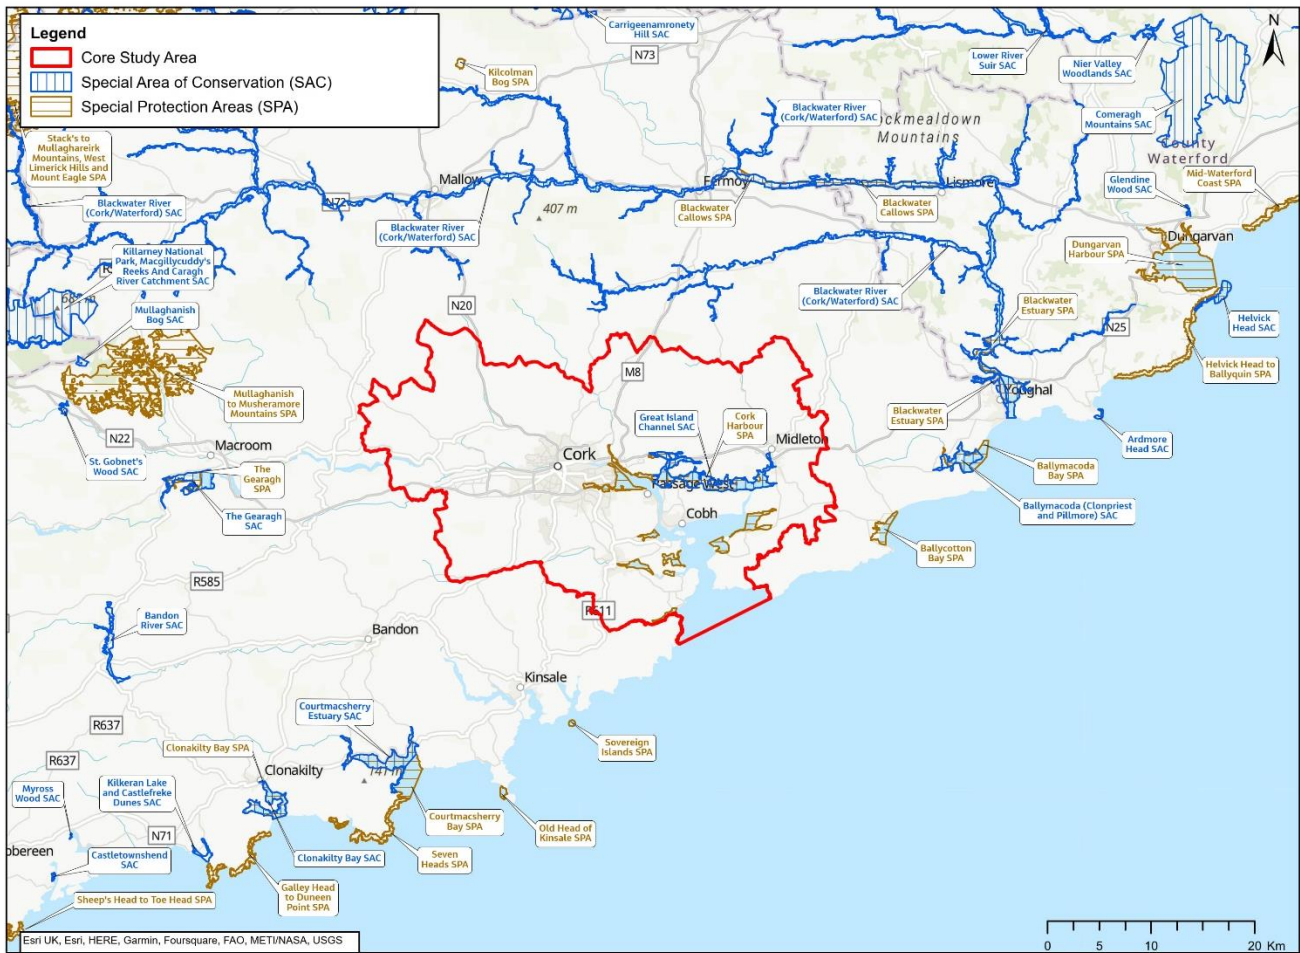 Legend
Core Study Area
Special Area of Conservation (SAC)
Special Protection Areas (SPA)
N
Carrigeenamronety
Hill SAC
N73
Kilcolman
Bog SPA
Lower River
Suir SAC
Nier Valley
Woodlands SAC
Comeragh
Mountains SAC
County
Waterford
Blackwater River
(Cork/Waterford) SAC
ockmealdown
Mountains
Stack's to
Mullaghareirk
Mountains, West
Limerick Hills and
Mount Eagle SPA
Mallow
Fermoy
Lismore
Glendine
Wood SAC
Mid-Waterford
Coast SPA
Blackwater River
(Cork/Waterford) SAC
N72
407 m
Blackwater
Callows SPA
Blackwater
Callows SPA
Blackwater River
(Cork/Waterford) SAC
Dungarvan
Dungarvan
Harbour SPA
Killarney National
Park, Macgillycuddy's
Reeks And Caragh
River Catchment SAC
Blackwater River
(Cork/Waterford) SAC
N20
Blackwater
Estuary SPA
N25
Helvick
Head SAC
Mullaghanish
Bog SAC
M8
Helvick Head to
Ballyquin SPA
Mullaghanish
to Musheramore
Mountains SPA
Youghal
Blackwater
Estuary SPA
Great Island
Channel SAC
Cork
Harbour
SPA
Midleton
Ardmore
Head SAC
N22
Macroom
Cork
St. Gobnet's
Wood SAC
The
Gearagh
SPA
Passage West
Ballymacoda
Bay SPA
The Gearagh
SAC
Cobh
Ballymacoda (Clonpriest
and Pillmore) SAC
Ballycotton
Bay SPA
R585
R611
Bandon
River SAC
Bandon
Kinsale
Courtmacsherry
Estuary SAC
R637
Clonakilty Bay SPA
Sovereign
Islands SPA
R637
Clonakilty
141 m
Myross
Wood SAC
Kilkeran Lake
and Castlefreke
Dunes SAC
Courtmacsherry
Bay SPA
Old Head of
Kinsale SPA
N71
obereen
Castletownshend
SAC
Clonakilty Bay SAC
Seven
Heads SPA
Galley Head
to Duneen
Point SPA
Sheep's Head to Toe Head SPA
Esri UK, Esri, HERE, Garmin, Foursquare, FAO, METI/NASA, USGS
0 5 10 20 Km